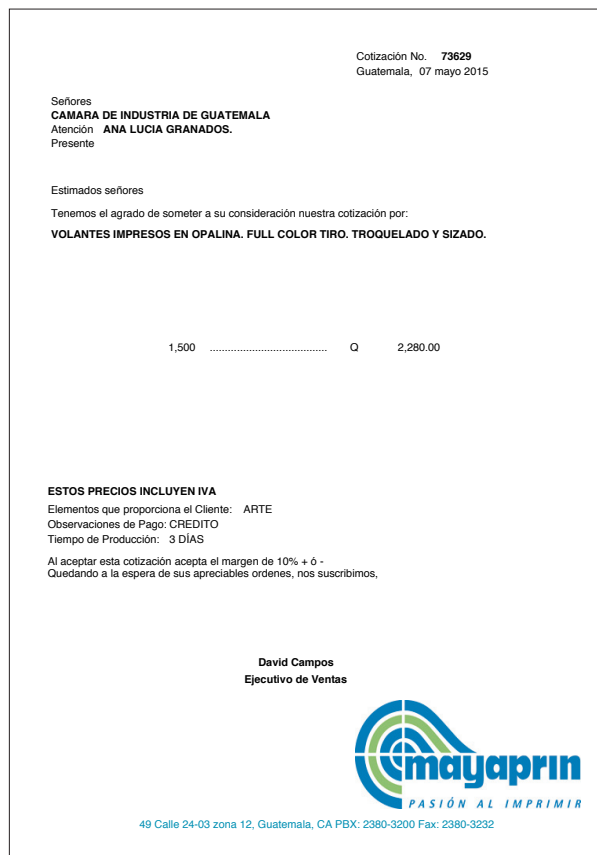 Cotización No. 73629
Guatemala, 07 mayo 2015
Señores
CAMARA DE INDUSTRIA DE GUATEMALA
Atención ANA LUCIA GRANADOS.
Presente
Estimados señores
Tenemos el agrado de someter a su consideración nuestra cotización por:
VOLANTES IMPRESOS EN OPALINA. FULL COLOR TIRO. TROQUELADO Y SIZADO.
1,500 ....................................... Q 2,280.00
ESTOS PRECIOS INCLUYEN IVA
Elementos que proporciona el Cliente: ARTE
Observaciones de Pago: CREDITO
Tiempo de Producción: 3 DÍAS
Al aceptar esta cotización acepta el margen de 10% + ó -
Quedando a la espera de sus apreciables ordenes, nos suscribimos,
David Campos
Ejecutivo de Ventas
mayaprin
PASIÓN AL IMPRIMIR
49 Calle 24-03 zona 12, Guatemala, CA PBX: 2380-3200 Fax: 2380-3232